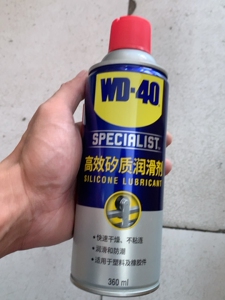 WD-40
SPECIALIST
高效矽质润滑剂
SILICONE LUBRICANT
• 快速干燥、不粘连
• 润滑和防潮
• 适用于塑料及橡胶件
360 ml